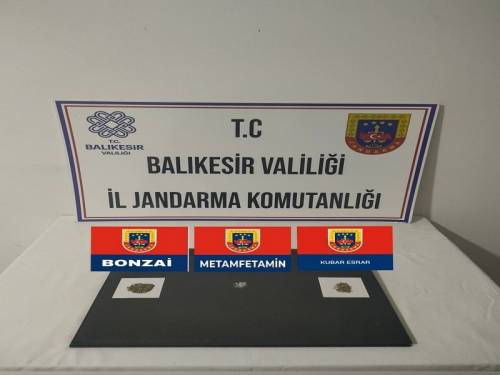 T.C.
BALIKESİR
VALİLİĞİ
T.C
BALIKESİR VALİLİĞİ
İL JANDARMA KOMUTANLIĞI
BONZAİ
METAMFETAMİN
KUBAR ESRAR